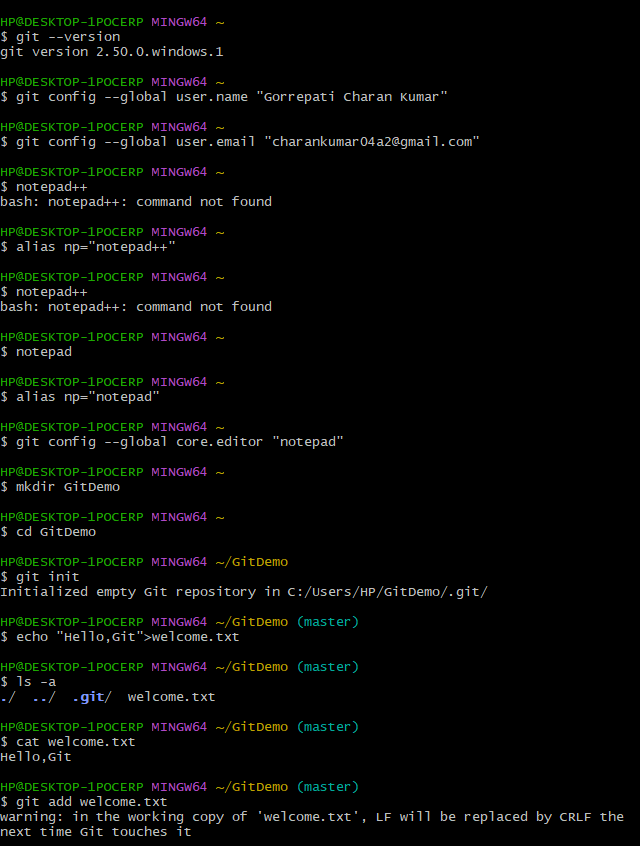 HP@DESKTOP-1POCERP MINGW64 ~
$ git --version
git version 2.50.0.windows.1
HP@DESKTOP-1POCERP MINGW64 ~
$ git config --global user.name "Gorrepati Charan Kumar"
HP@DESKTOP-1POCERP MINGW64 ~
$ git config --global user.email "charankumar04a2@gmail.com"
HP@DESKTOP-1POCERP MINGW64 ~
$ notepad++
bash: notepad++: command not found
HP@DESKTOP-1POCERP MINGW64 ~
$ alias np="notepad++"
HP@DESKTOP-1POCERP MINGW64 ~
$ notepad++
bash: notepad++: command not found
HP@DESKTOP-1POCERP MINGW64 ~
$ notepad
HP@DESKTOP-1POCERP MINGW64 ~
$ alias np="notepad"
HP@DESKTOP-1POCERP MINGW64 ~
$ git config --global core.editor "notepad"
HP@DESKTOP-1POCERP MINGW64 ~
$ mkdir GitDemo
HP@DESKTOP-1POCERP MINGW64 ~
$ cd GitDemo
HP@DESKTOP-1POCERP MINGW64 ~/GitDemo
$ git init
Initialized empty Git repository in C:/Users/HP/GitDemo/.git/
HP@DESKTOP-1POCERP MINGW64 ~/GitDemo (master)
$ echo "Hello,Git">welcome.txt
HP@DESKTOP-1POCERP MINGW64 ~/GitDemo (master)
$ ls -a
./  ../  .git/  welcome.txt
HP@DESKTOP-1POCERP MINGW64 ~/GitDemo (master)
$ cat welcome.txt
Hello,Git
HP@DESKTOP-1POCERP MINGW64 ~/GitDemo (master)
$ git add welcome.txt
warning: in the working copy of 'welcome.txt', LF will be replaced by CRLF the
next time Git touches it